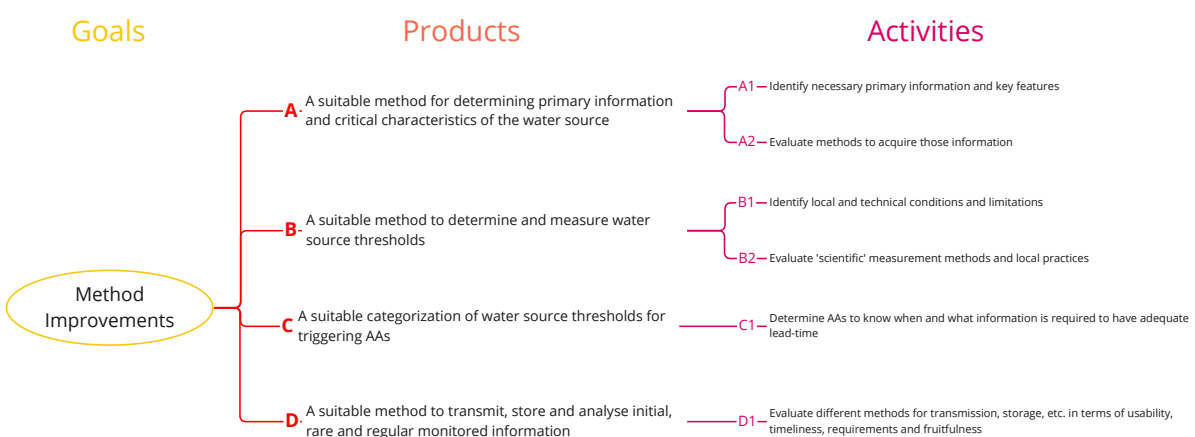 Goals
Products
Activities
A
A suitable method for determining primary information
and critical characteristics of the water source
A1
Identify necessary primary information and key features
A2
Evaluate methods to acquire those information
B
A suitable method to determine and measure water
source thresholds
B1
Identify local and technical conditions and limitations
B2
Evaluate 'scientific' measurement methods and local practices
Method
Improvements
C
A suitable categorization of water source thresholds for
triggering AAs
C1
Determine AAs to know when and what information is required to have adequate
lead-time
D
A suitable method to transmit, store and analyse initial,
rare and regular monitored information
D1
Evaluate different methods for transmission, storage, etc. in terms of usability,
timeliness, requirements and fruitfulness